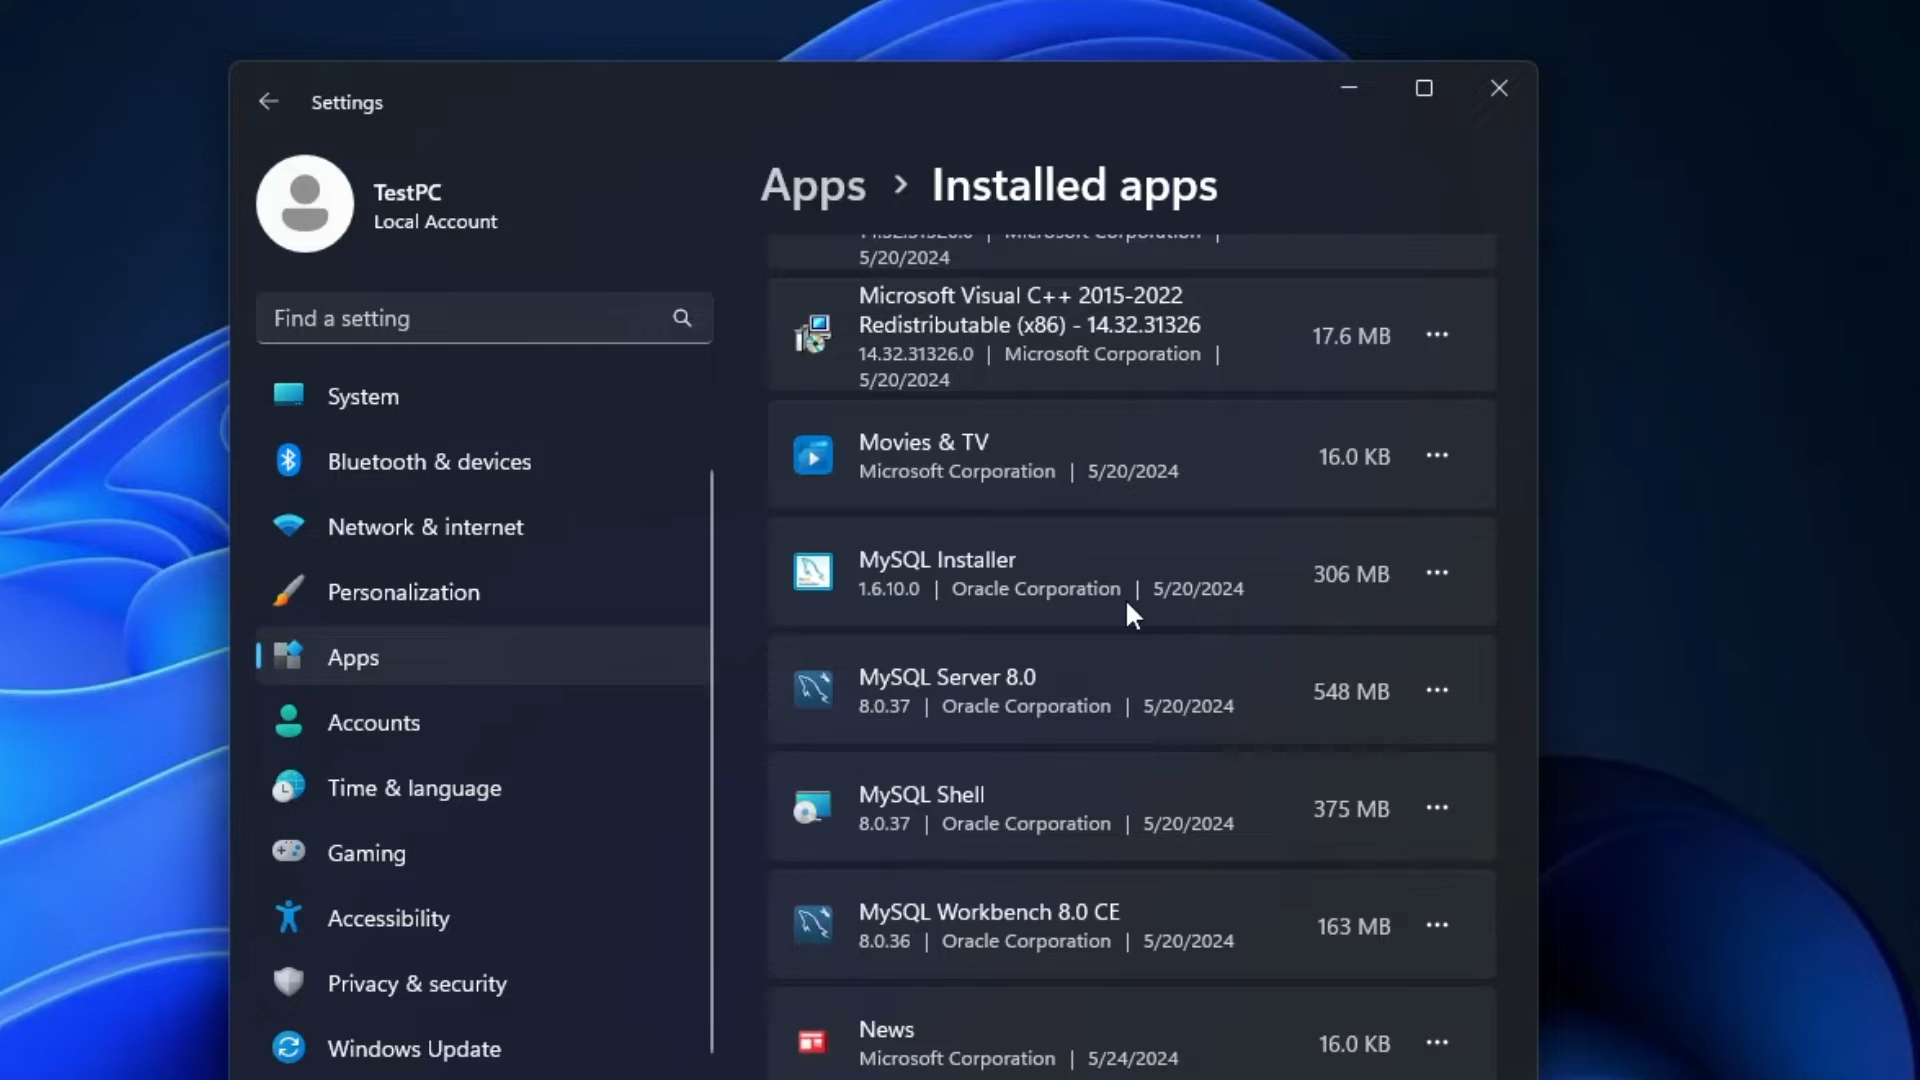 Settings
TestPC
Local Account
Find a setting
System
Bluetooth & devices
Network & internet
Personalization
Apps
Accounts
Time & language
Gaming
Accessibility
Privacy & security
Windows Update
Apps > Installed apps
14.32.31326.0 | Microsoft Corporation |
5/20/2024
Microsoft Visual C++ 2015-2022
Redistributable (x86) - 14.32.31326
14.32.31326.0 | Microsoft Corporation |
5/20/2024
17.6 MB
Movies & TV
Microsoft Corporation | 5/20/2024
16.0 KB
MySQL Installer
1.6.10.0 | Oracle Corporation | 5/20/2024
306 MB
MySQL Server 8.0
8.0.37 | Oracle Corporation | 5/20/2024
548 MB
MySQL Shell
8.0.37 | Oracle Corporation | 5/20/2024
375 MB
MySQL Workbench 8.0 CE
8.0.36 | Oracle Corporation | 5/20/2024
163 MB
News
Microsoft Corporation | 5/24/2024
16.0 KB